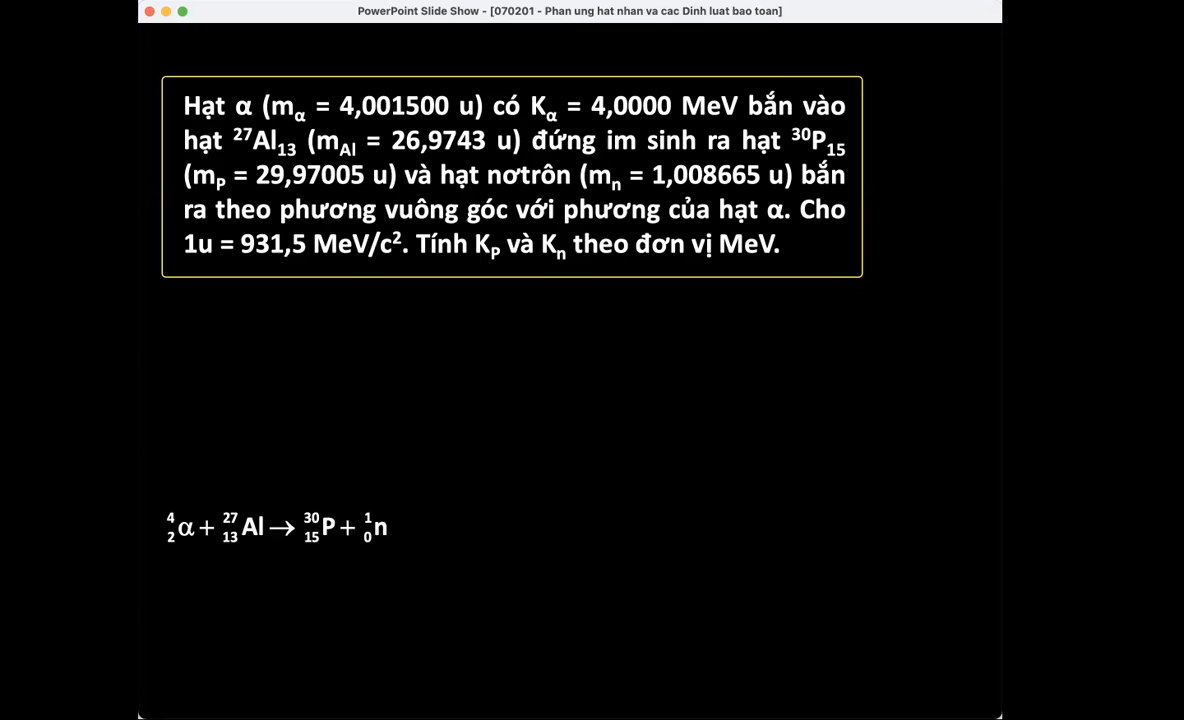 PowerPoint Slide Show - [070201 - Phan ung hat nhan va cac Dinh luat bao toan]
Hạt α (mα = 4,001500 u) có Kα = 4,0000 MeV bắn vào
hạt ²⁷Al₁₃ (mAl = 26,9743 u) đứng im sinh ra hạt ³⁰P₁₅
(mP = 29,97005 u) và hạt nơtrôn (mn = 1,008665 u) bắn
ra theo phương vuông góc với phương của hạt α. Cho
1u = 931,5 MeV/c². Tính KP và Kn theo đơn vị MeV.
⁴₂α + ²⁷₁₃Al → ³⁰₁₅P + ¹₀n